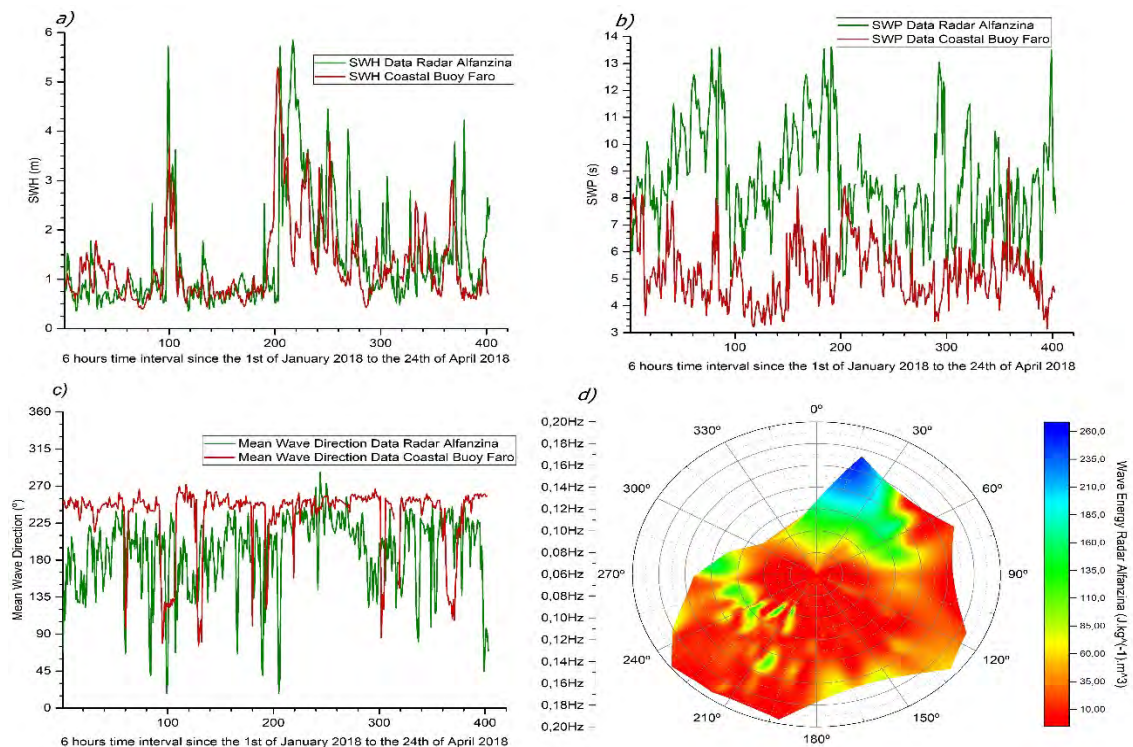 a)
6
5
4
3
2
1
0
SWH (m)
SWH Data Radar Alfanzina
SWH Coastal Buoy Faro
100
200
300
400
6 hours time interval since the 1st of January 2018 to the 24th of April 2018
b)
14
13
12
11
10
9
8
7
6
5
4
3
SWP (s)
SWP Data Radar Alfanzina
SWP Data Coastal Buoy Faro
100
200
300
400
6 hours time interval since the 1st of January 2018 to the 24th of April 2018
c)
360
315
270
225
180
135
90
45
0
Mean Wave Direction (º)
Mean Wave Direction Data Radar Alfanzina
Mean Wave Direction Data Coastal Buoy Faro
100
200
300
400
6 hours time interval since the 1st of January 2018 to the 24th of April 2018
d)
0,20Hz
0,18Hz
0,16Hz
0,14Hz
0,12Hz
0,10Hz
0,08Hz
0,06Hz
0,08Hz
0,10Hz
0,12Hz
0,14Hz
0,16Hz
0,18Hz
0,20Hz
0º
30º
60º
90º
120º
150º
180º
210º
240º
270º
300º
330º
260,0
235,0
210,0
185,0
160,0
135,0
110,0
85,00
60,00
35,00
10,00
Wave Energy Radar Alfanzina (J.kg^(-1).m^3)